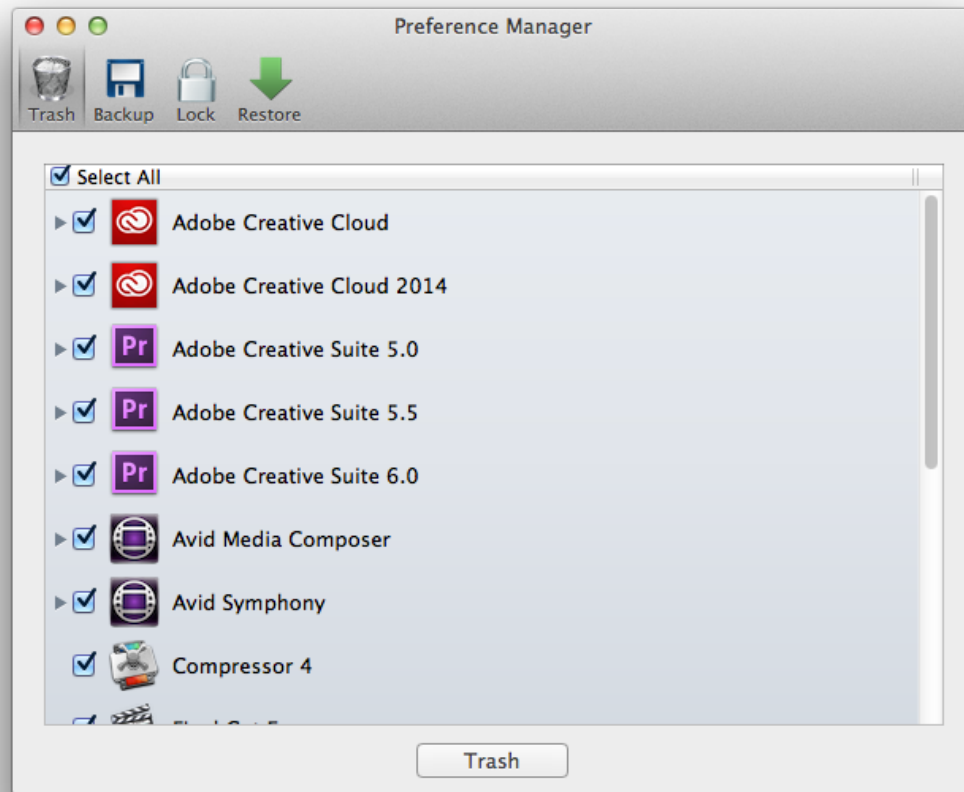 Preference Manager
Trash Backup Lock Restore
Select All
Adobe Creative Cloud
Adobe Creative Cloud 2014
Pr Adobe Creative Suite 5.0
Pr Adobe Creative Suite 5.5
Pr Adobe Creative Suite 6.0
Avid Media Composer
Avid Symphony
Compressor 4
Trash